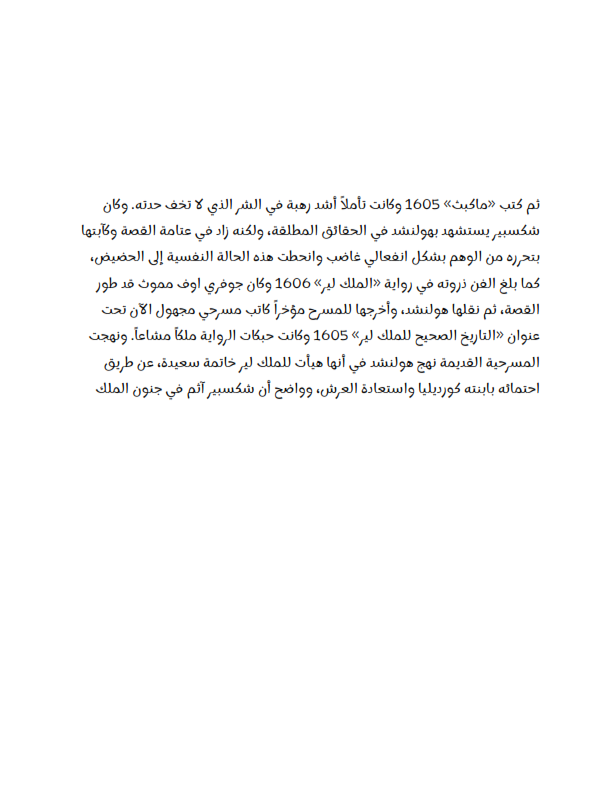 ثم كتب «ماكبث» 1605 وكانت تأملاً أشد رهبة في الشر الذي لا تخف حدته. وكان
شكسبير يستشهد بهولنشد في الحقائق المطلقة، ولكنه زاد في عتامة القصة وكآبتها
بتحرره من الوهم بشكل انفعالي غاضب وانحطت هذه الحالة النفسية إلى الحضيض،
كما بلغ الفن ذروته في رواية «الملك لير» 1606 وكان جوفري اوف مموث قد طور
القصة، ثم نقلها هولنشد، وأخرجها للمسرح مؤخراً كاتب مسرحي مجهول الآن تحت
عنوان «التاريخ الصحيح للملك لير» 1605 وكانت حبكات الرواية ملكاً مشاعاً. ونهجت
المسرحية القديمة نهج هولنشد في أنها هيأت للملك لير خاتمة سعيدة، عن طريق
احتمائه بابنته كورديليا واستعادة العرش، وواضح أن شكسبير آثم في جنون الملك